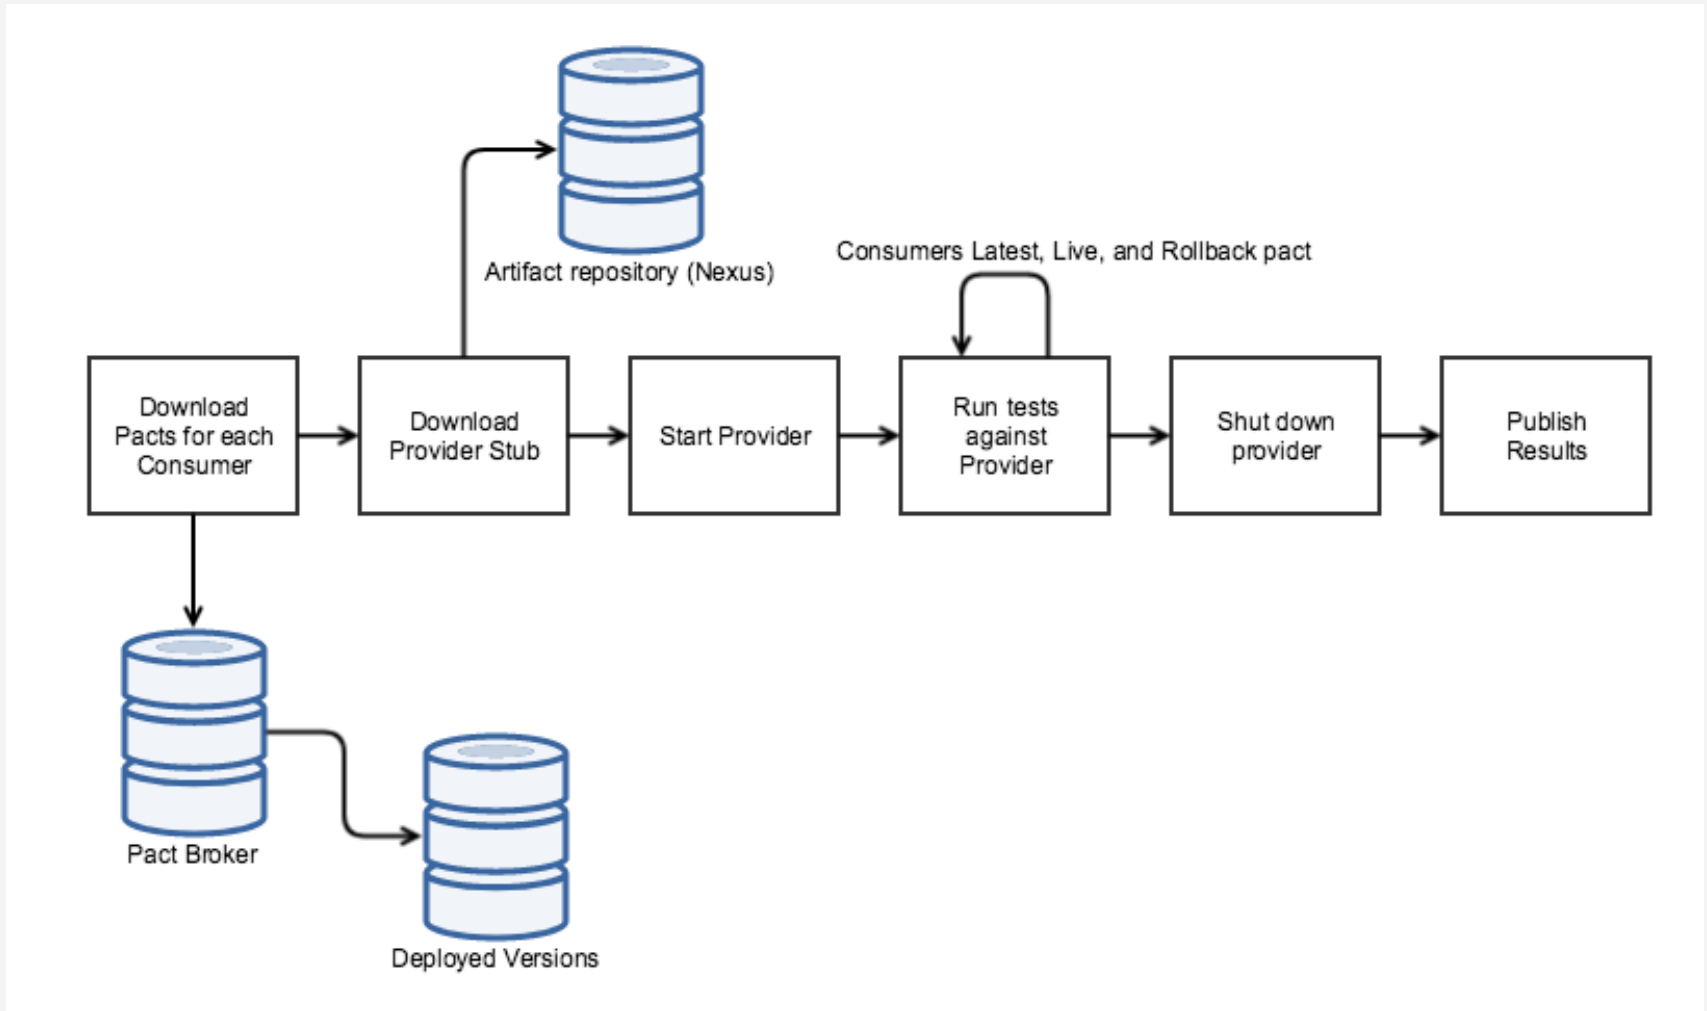 Artifact repository (Nexus)
Consumers Latest, Live, and Rollback pact
Download
Pacts for each
Consumer
Download
Provider Stub
Start Provider
Run tests
against
Provider
Shut down
provider
Publish
Results
Pact Broker
Deployed Versions